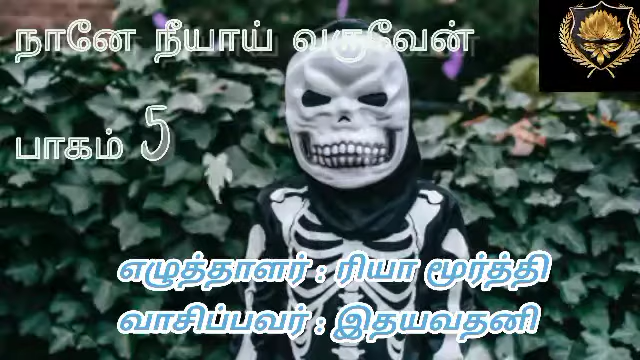 நானே நீயாய் வருவேன்
பாகம் 5
எழுத்தாளர் : ரியா மூர்த்தி
வாசிப்பவர் : இதயவதனி